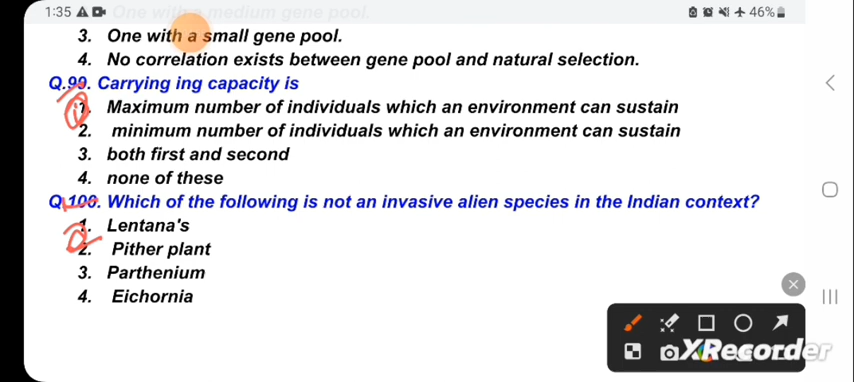 1:35 One with a medium gene pool. 46%
3. One with a small gene pool.
4. No correlation exists between gene pool and natural selection.
Q.99. Carrying ing capacity is
1. Maximum number of individuals which an environment can sustain
2. minimum number of individuals which an environment can sustain
3. both first and second
4. none of these
Q.100. Which of the following is not an invasive alien species in the Indian context?
1. Lentana's
2. Pither plant
3. Parthenium
4. Eichornia
XRecorder